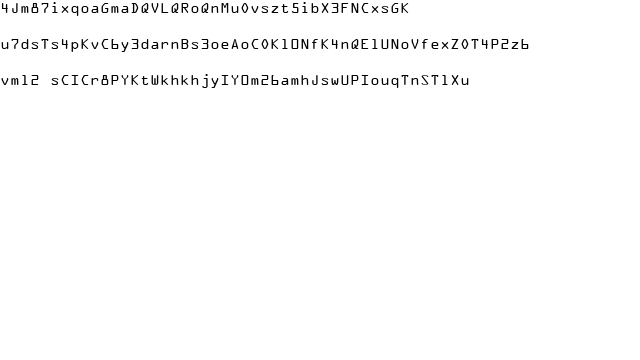 4Jm87ixqoaGmaDQVLQRoQnMu0vszt5ibX3FNCxsGK
u7dsTs4pKvC6y3darnBs3oeAoC0KlONfK4nQElUNoVfexZ0T4P2z6
vml2 sCICr8PYKtWkhkhjyIYOm26amhJswUPIouqTnSTlXu